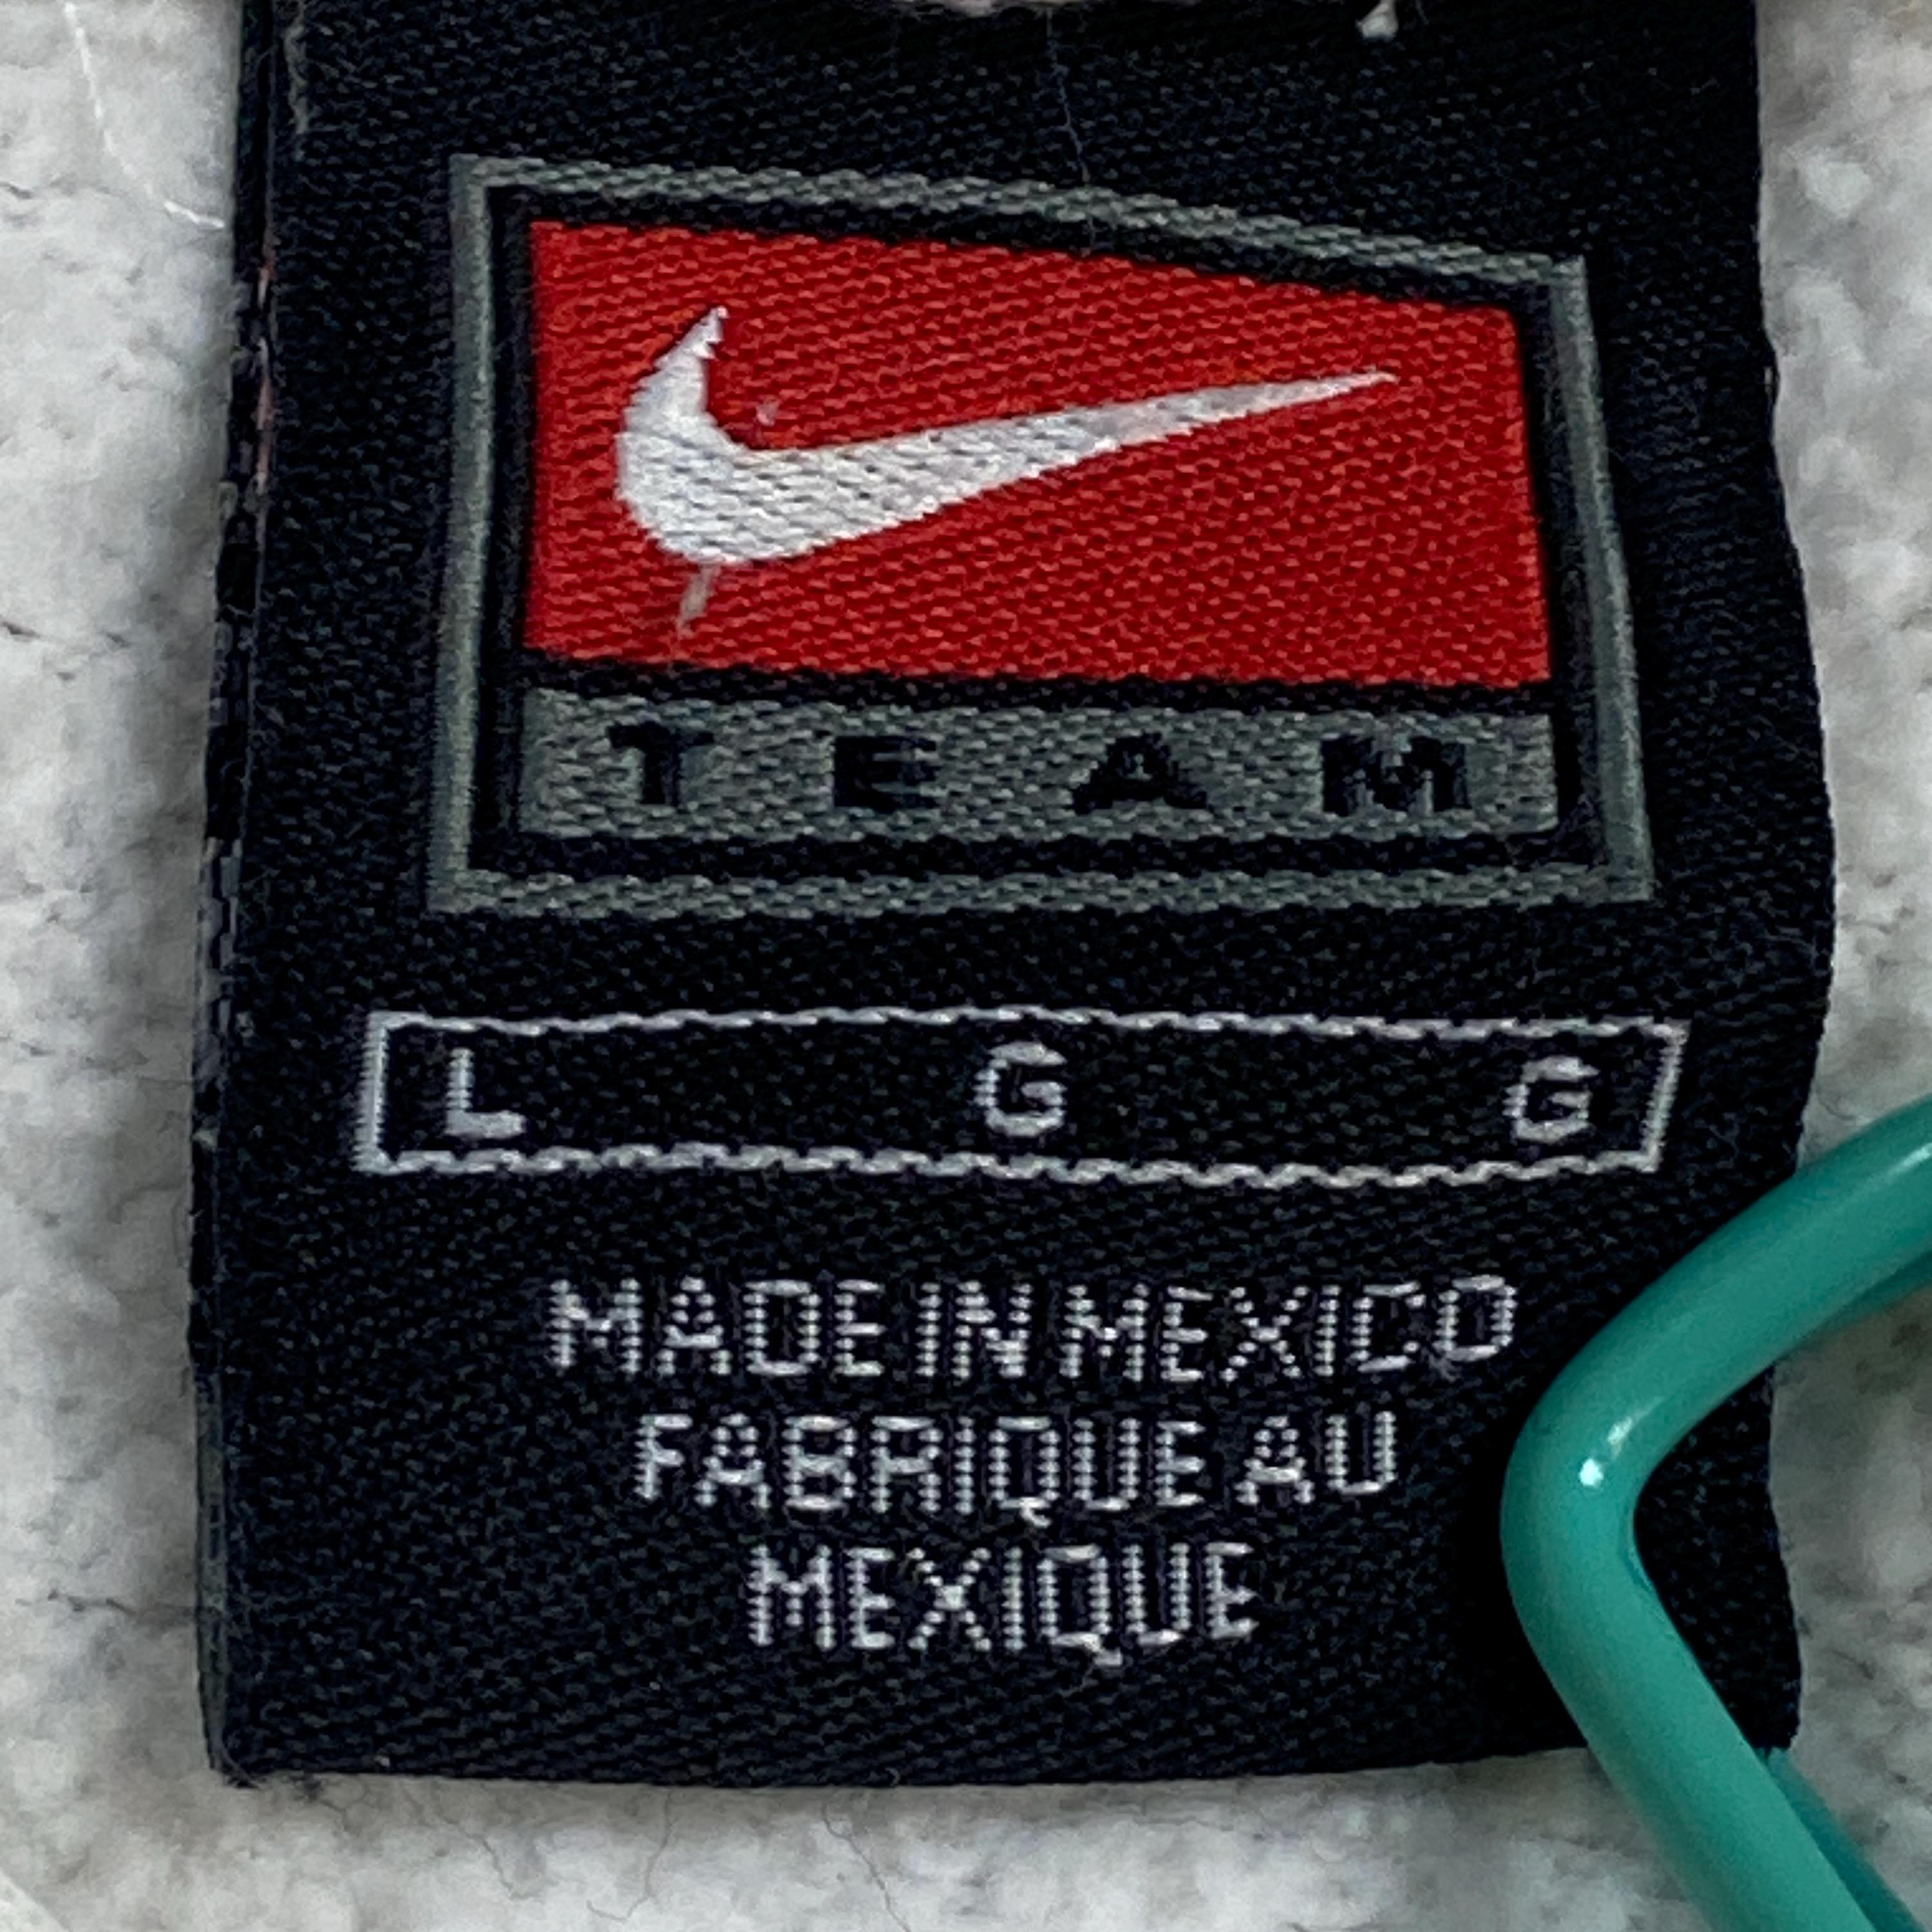 TEAM
L G G
MADE IN MEXICO
FABRIQUE AU
MEXIQUE